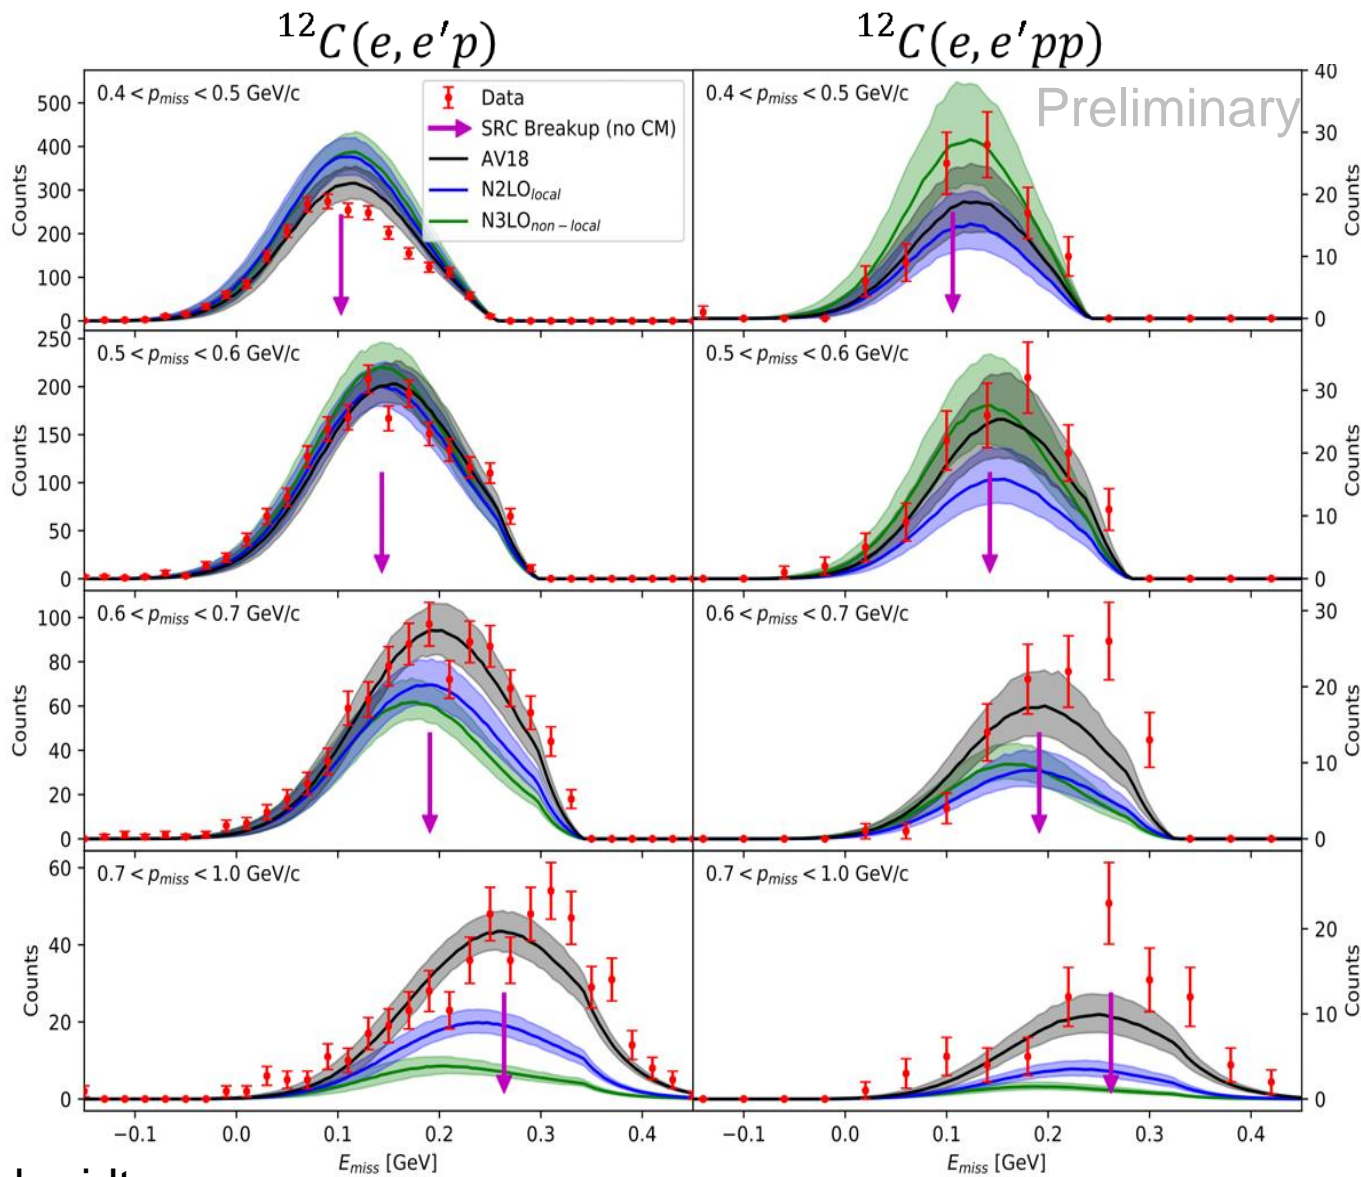 ¹²C(e, e′p)
¹²C(e, e′pp)
0.4 < p_miss < 0.5 GeV/c
Data
SRC Breakup (no CM)
AV18
N2LO_local
N3LO_non−local
0.4 < p_miss < 0.5 GeV/c
Preliminary
500
400
300
200
100
0
Counts
40
30
20
10
0
Counts
0.5 < p_miss < 0.6 GeV/c
0.5 < p_miss < 0.6 GeV/c
250
200
150
100
50
0
Counts
30
20
10
0
Counts
0.6 < p_miss < 0.7 GeV/c
0.6 < p_miss < 0.7 GeV/c
100
80
60
40
20
0
Counts
30
20
10
0
Counts
0.7 < p_miss < 1.0 GeV/c
0.7 < p_miss < 1.0 GeV/c
60
40
20
0
Counts
20
10
0
Counts
−0.1 0.0 0.1 0.2 0.3 0.4
−0.1 0.0 0.1 0.2 0.3 0.4
E_miss [GeV]
E_miss [GeV]